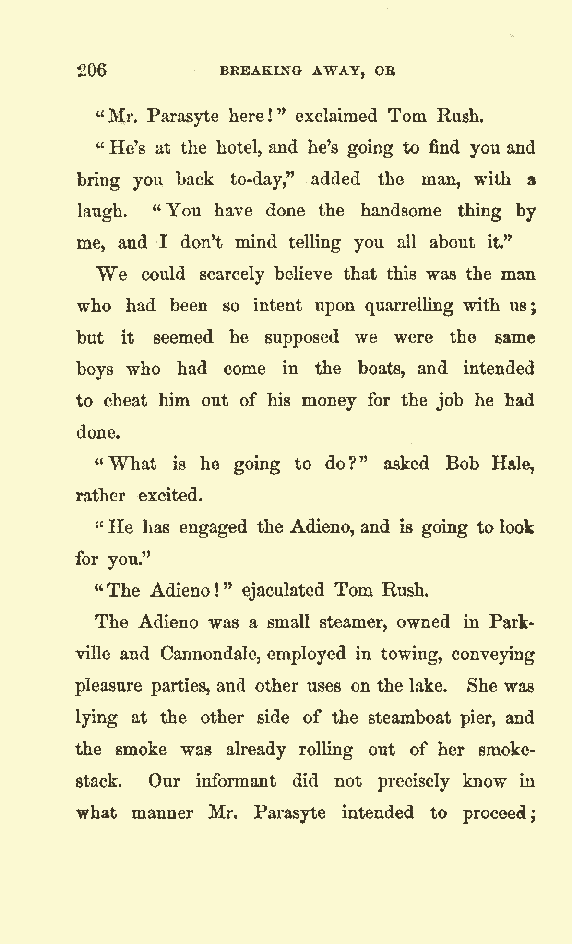 206 BREAKING AWAY, OR
"Mr. Parasyte here!" exclaimed Tom Rush.
"He's at the hotel, and he's going to find you and
bring you back to-day," added the man, with a
laugh. "You have done the handsome thing by
me, and I don't mind telling you all about it."
We could scarcely believe that this was the man
who had been so intent upon quarrelling with us;
but it seemed he supposed we were the same
boys who had come in the boats, and intended
to cheat him out of his money for the job he had
done.
"What is he going to do?" asked Bob Hale,
rather excited.
"He has engaged the Adieno, and is going to look
for you."
"The Adieno!" ejaculated Tom Rush.
The Adieno was a small steamer, owned in Park-
ville and Cannondale, employed in towing, conveying
pleasure parties, and other uses on the lake. She was
lying at the other side of the steamboat pier, and
the smoke was already rolling out of her smoke-
stack. Our informant did not precisely know in
what manner Mr. Parasyte intended to proceed;